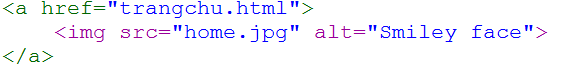 <a href="trangchu.html">
    <img src="home.jpg" alt="Smiley face">
</a>